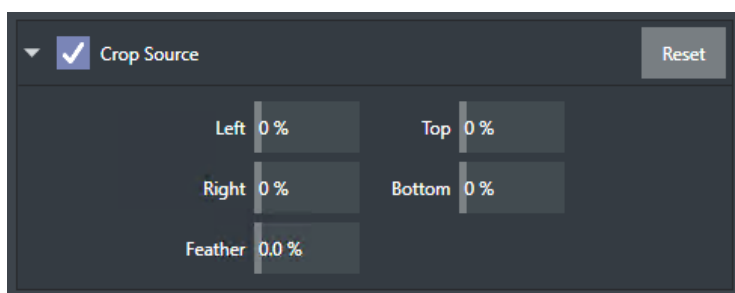 Crop Source Reset
Left 0 % Top 0 %
Right 0 % Bottom 0 %
Feather 0.0 %